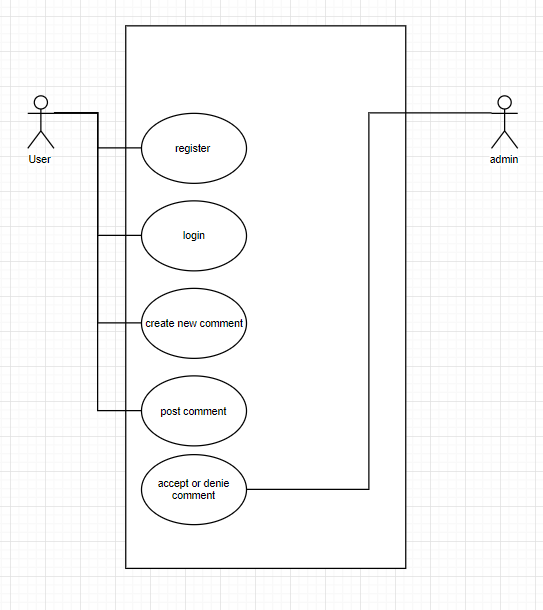 User
admin
register
login
create new comment
post comment
accept or denie
comment